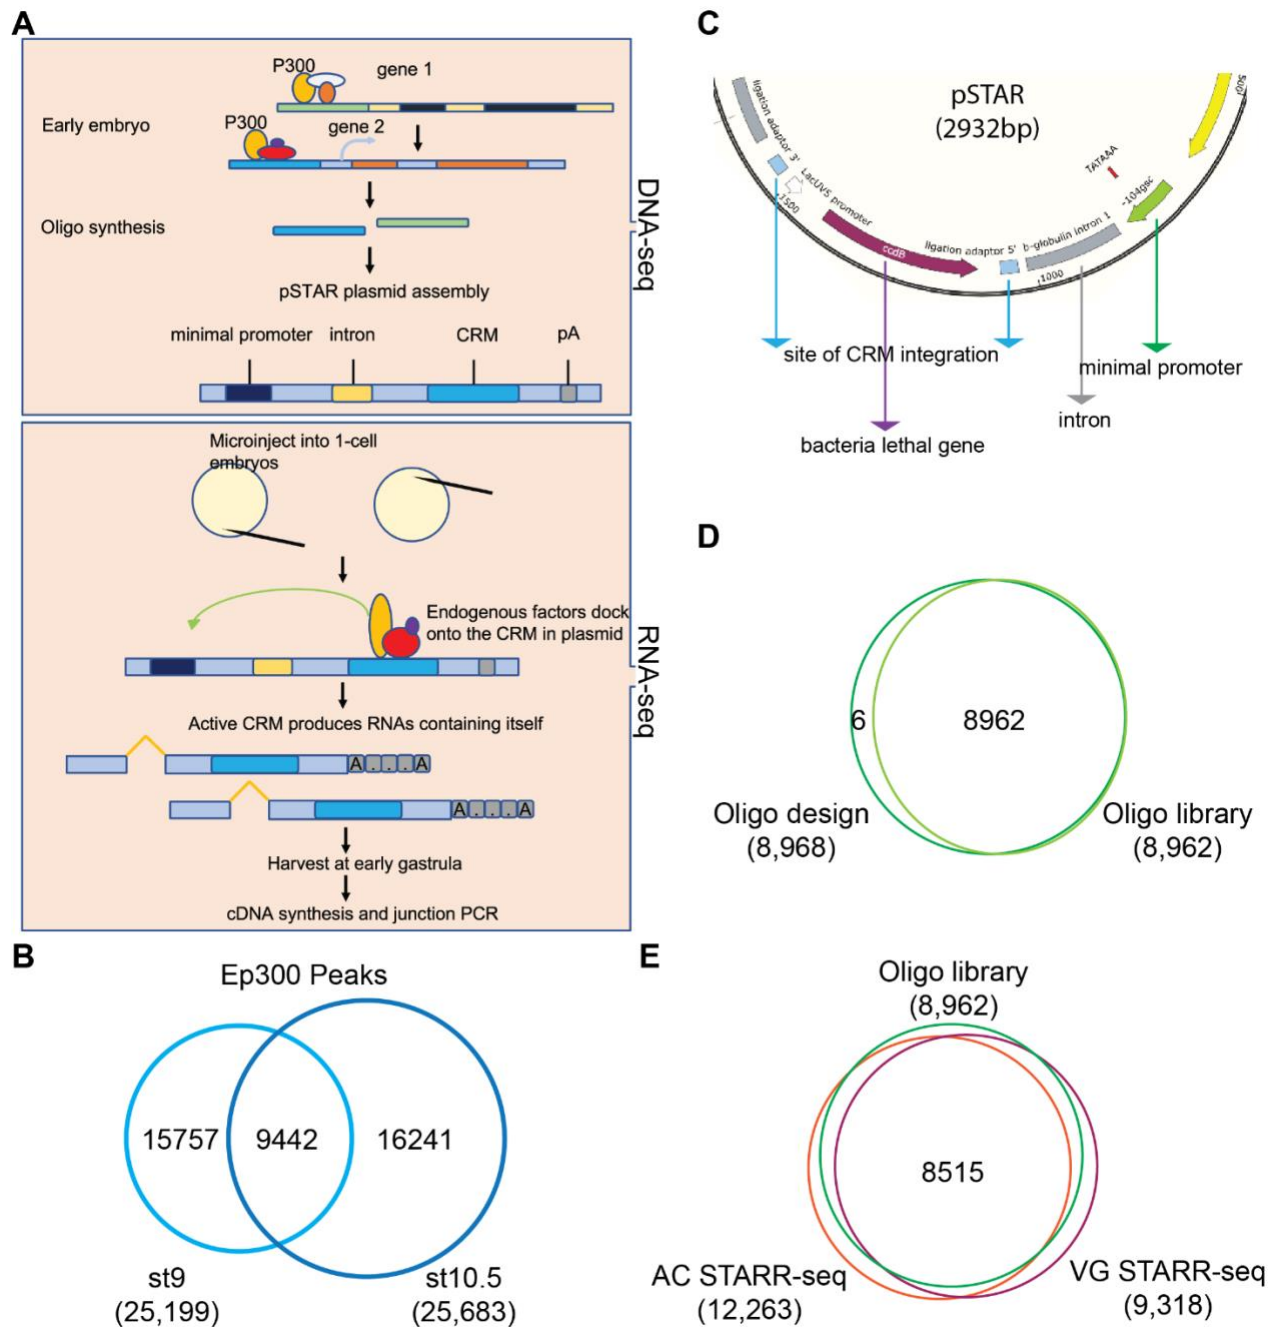 A
P300
gene 1
Early embryo
P300
gene 2
Oligo synthesis
pSTAR plasmid assembly
minimal promoter
intron
CRM
pA
DNA-seq
Microinject into 1-cell
embryos
Endogenous factors dock
onto the CRM in plasmid
Active CRM produces RNAs containing itself
A . . . A
A . . . A
Harvest at early gastrula
cDNA synthesis and junction PCR
RNA-seq
B
Ep300 Peaks
15757
9442
16241
st9
(25,199)
st10.5
(25,683)
C
pSTAR
(2932bp)
ligation adaptor 3'
LacUV5 promoter
1500
ccdB
ligation adaptor 5'
b-globulin intron 1
1000
-104gsc
TATAAA
500
site of CRM integration
minimal promoter
intron
bacteria lethal gene
D
6
8962
Oligo design
(8,968)
Oligo library
(8,962)
E
Oligo library
(8,962)
8515
AC STARR-seq
(12,263)
VG STARR-seq
(9,318)